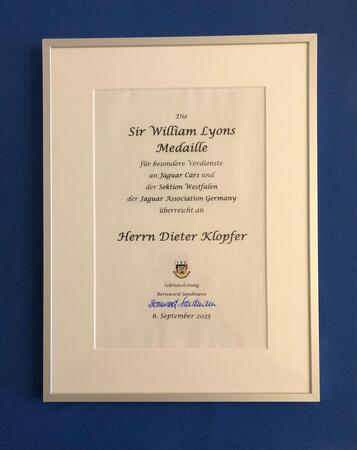 Die
Sir William Lyons
Medaille
für besondere Verdienste
an Jaguar Cars und
der Sektion Westfalen
der Jaguar Association Germany
überreicht an
Herrn Dieter Klopfer
Sektionsleitung
Bernward Sandmann
6. September 2025